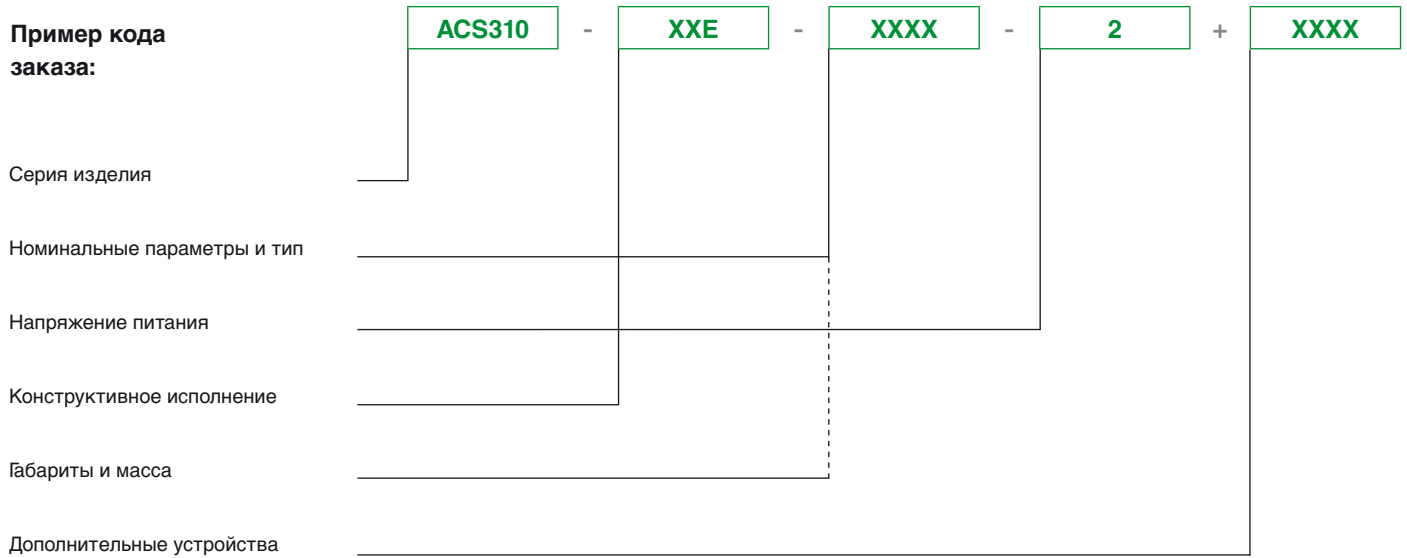 Пример кода
заказа:
ACS310 - XXE - XXXX - 2 + XXXX
Серия изделия
Номинальные параметры и тип
Напряжение питания
Конструктивное исполнение
Габариты и масса
Дополнительные устройства